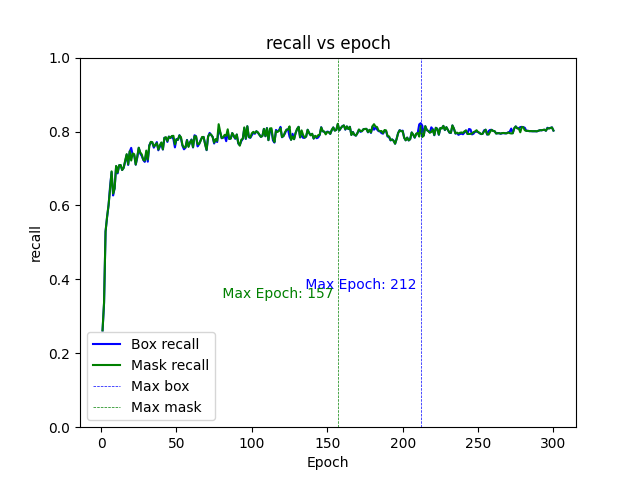 recall vs epoch
1.0
0.8
0.6
0.4
0.2
0.0
recall
Max Epoch: 212
Max Epoch: 157
Box recall
Mask recall
Max box
Max mask
0 50 100 150 200 250 300
Epoch